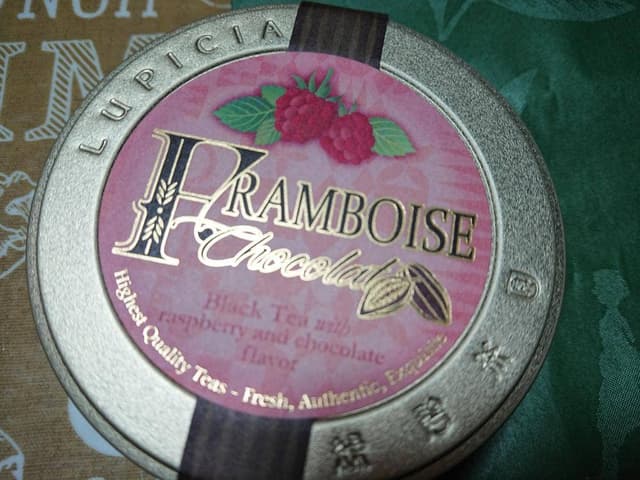 LUPICIA
FRAMBOISE
Chocolat
Black Tea with
raspberry and chocolate
flavor
Highest Quality Teas - Fresh, Authentic, Exquisite